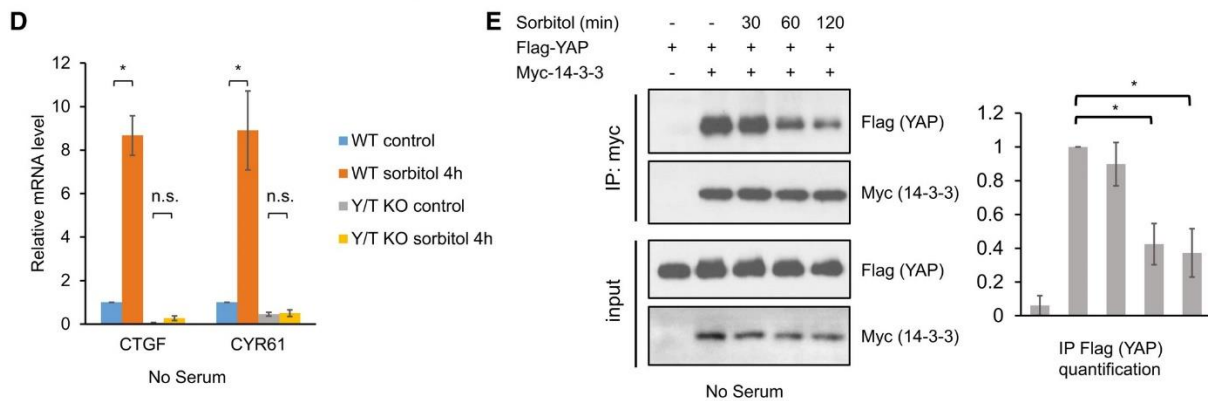 D
Relative mRNA level
12
10
8
6
4
2
0
*
n.s.
*
n.s.
CTGF
CYR61
No Serum
WT control
WT sorbitol 4h
Y/T KO control
Y/T KO sorbitol 4h
E
Sorbitol (min) - - 30 60 120
Flag-YAP + + + + +
Myc-14-3-3 - + + + +
IP: myc
Flag (YAP)
Myc (14-3-3)
input
Flag (YAP)
Myc (14-3-3)
No Serum
*
*
1.2
1
0.8
0.6
0.4
0.2
0
IP Flag (YAP)
quantification